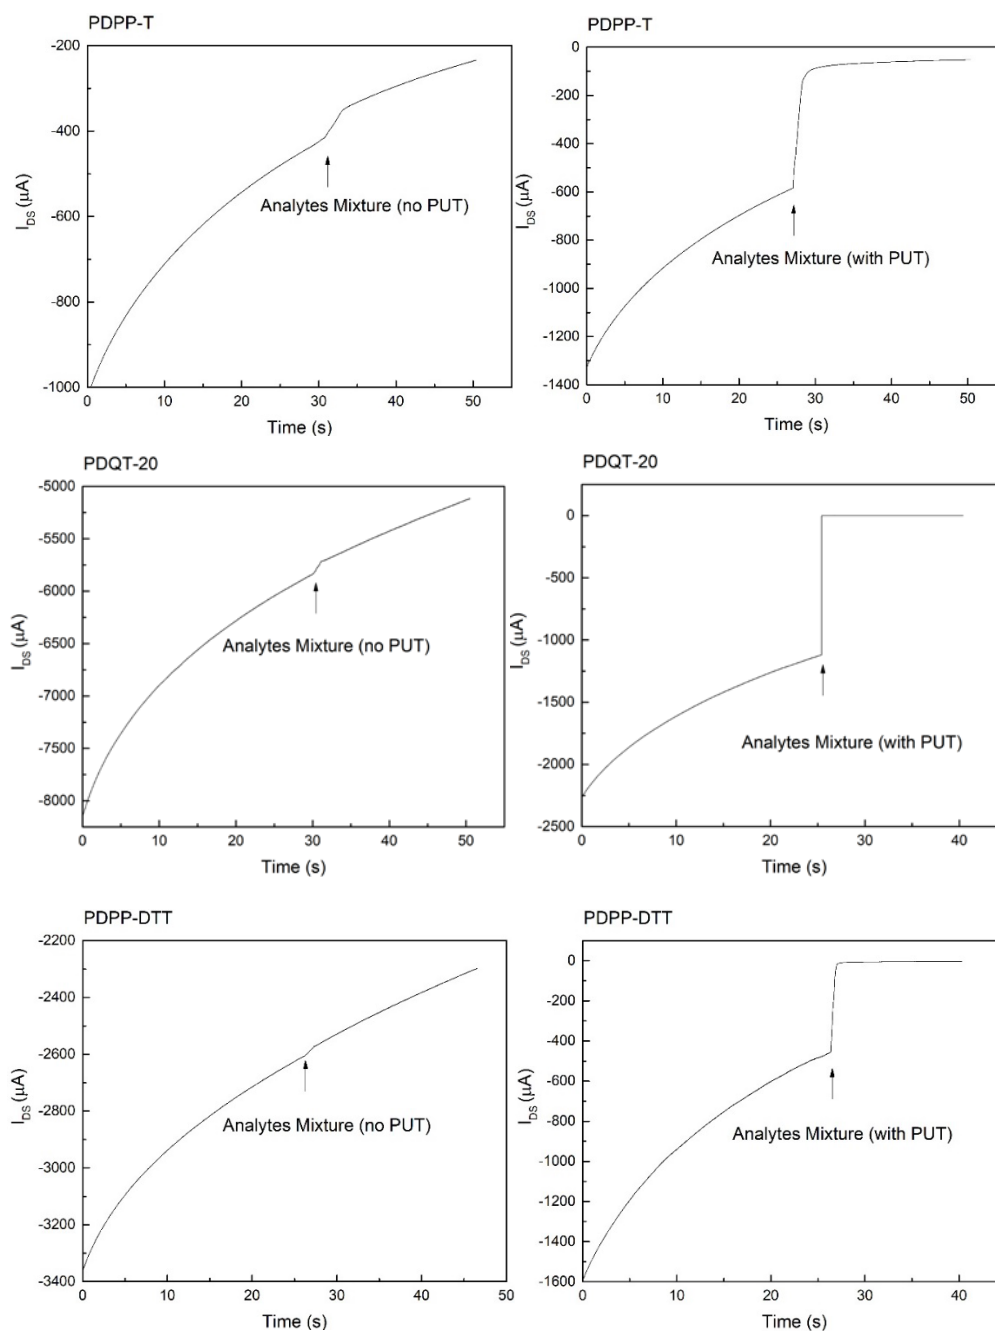 PDPP-T
-200
-400
-600
-800
-1000
I_DS (μA)
Analytes Mixture (no PUT)
0 10 20 30 40 50
Time (s)
PDPP-T
0
-200
-400
-600
-800
-1000
-1200
-1400
I_DS (μA)
Analytes Mixture (with PUT)
0 10 20 30 40 50
Time (s)
PDQT-20
-5000
-5500
-6000
-6500
-7000
-7500
-8000
I_DS (μA)
Analytes Mixture (no PUT)
0 10 20 30 40 50
Time (s)
0
-500
-1000
-1500
-2000
-2500
I_DS (μA)
Analytes Mixture (with PUT)
0 10 20 30 40
Time (s)
PDQT-20
PDPP-DTT
-2200
-2400
-2600
-2800
-3000
-3200
-3400
I_DS (μA)
Analytes Mixture (no PUT)
0 10 20 30 40 50
Time (s)
PDPP-DTT
0
-200
-400
-600
-800
-1000
-1200
-1400
-1600
I_DS (μA)
Analytes Mixture (with PUT)
0 10 20 30 40
Time (s)